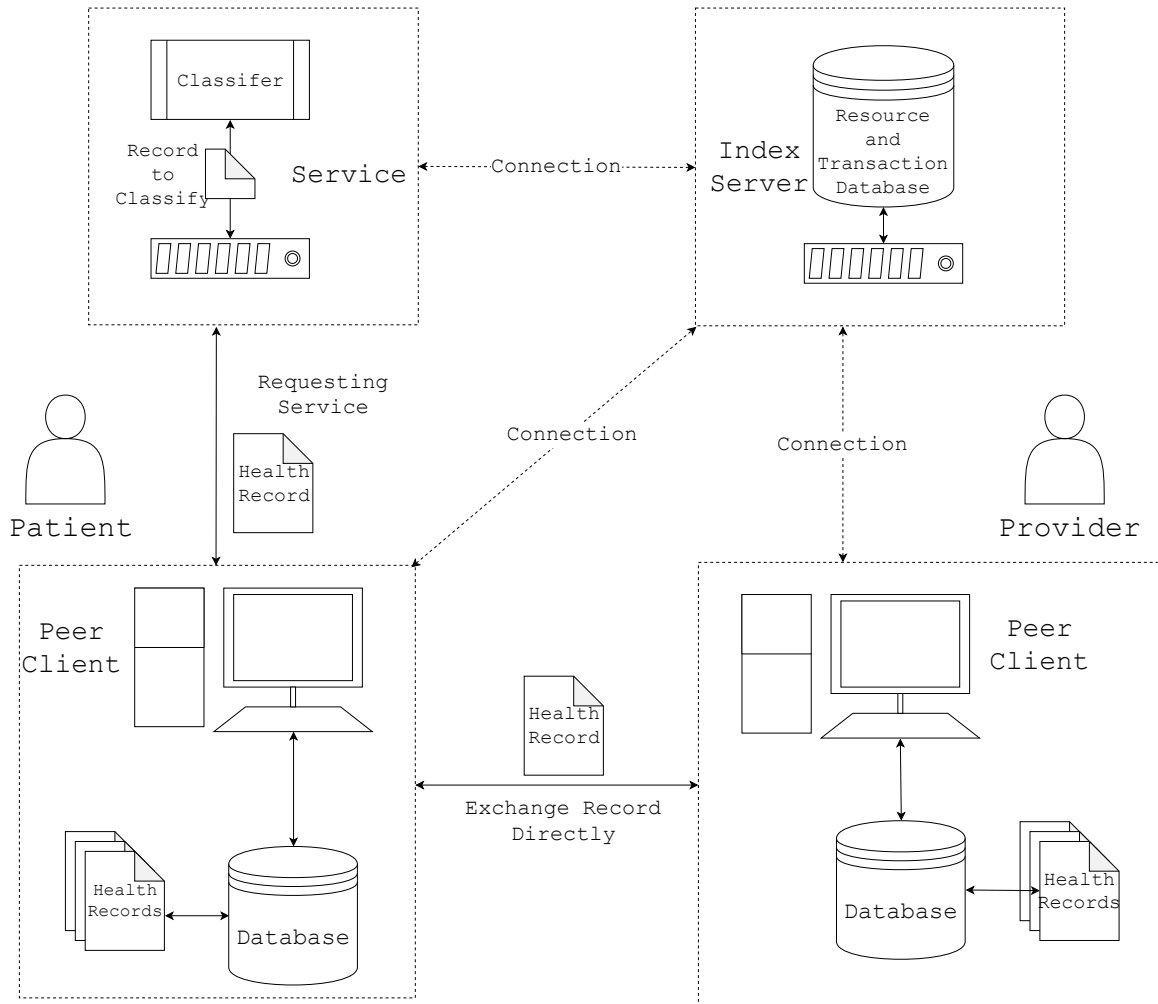 Classifer
Record
to
Classify
Service
Connection
Index
Server
Resource
and
Transaction
Database
Requesting
Service
Health
Record
Patient
Connection
Connection
Provider
Peer
Client
Health
Record
Exchange Record
Directly
Peer
Client
Health
Records
Database
Database
Health
Records